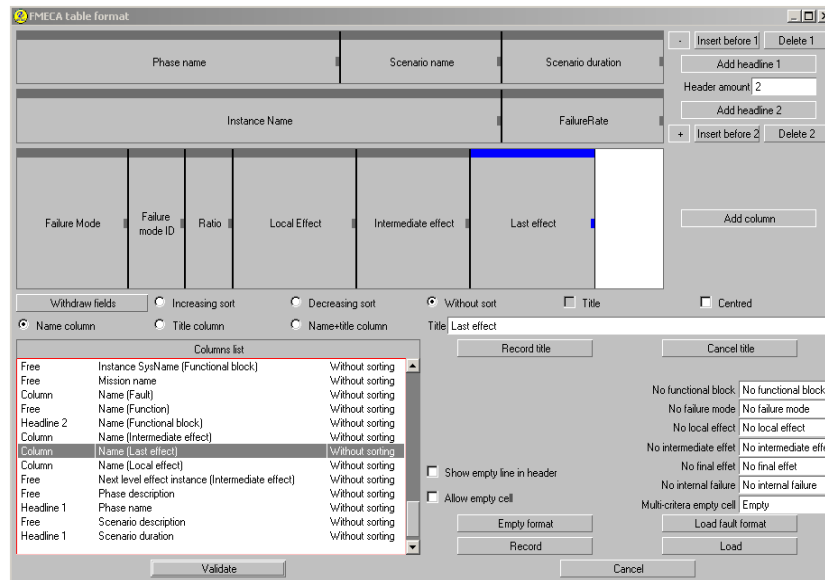 FMECA table format
Phase name Scenario name Scenario duration
- Insert before 1 Delete 1
Add headline 1
Header amount 2
Instance Name FailureRate
Add headline 2
+ Insert before 2 Delete 2
Failure Mode Failure mode ID Ratio Local Effect Intermediate effect Last effect
Add column
Withdraw fields Increasing sort Decreasing sort Without sort Title Centred
Name column Title column Name+title column Title Last effect
Columns list
Record title Cancel title
Free Instance SysName (Functional block) Without sorting
Free Mission name Without sorting
Column Name (Fault) Without sorting
Free Name (Function) Without sorting
Headline 2 Name (Functional block) Without sorting
Column Name (Intermediate effect) Without sorting
Column Name (Last effect) Without sorting
Column Name (Local effect) Without sorting
Free Next level effect instance (Intermediate effect) Without sorting
Free Phase description Without sorting
Headline 1 Phase name Without sorting
Free Scenario description Without sorting
Headline 1 Scenario duration Without sorting
No functional block No functional block
No failure mode No failure mode
No local effect No local effect
No intermediate effet No intermediate effe
No final effet No final effet
No internal failure No internal failure
Multi-critera empty cell Empty
Show empty line in header
Allow empty cell
Empty format Load fault format
Record Load
Validate Cancel